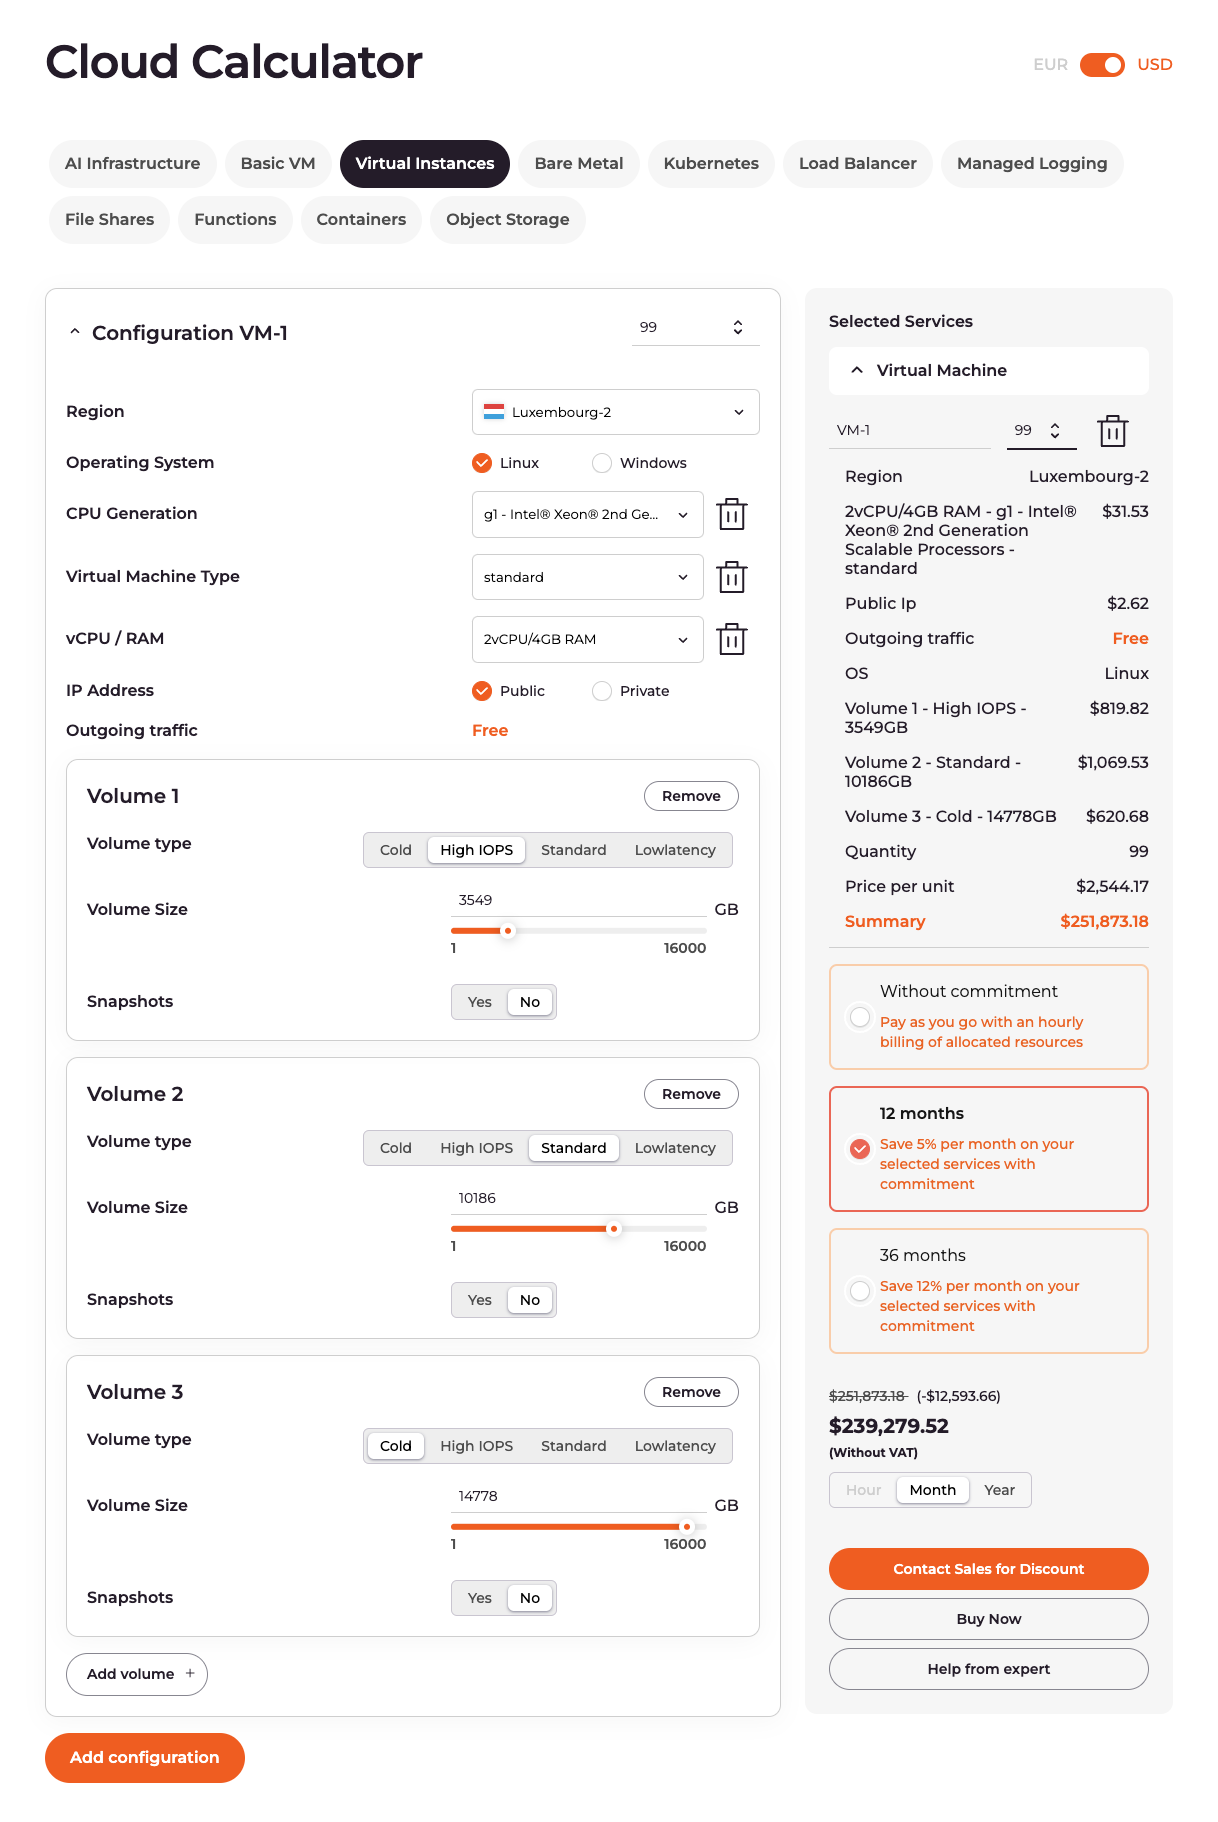 Cloud Calculator
EUR USD
AI Infrastructure Basic VM Virtual Instances Bare Metal Kubernetes Load Balancer Managed Logging
File Shares Functions Containers Object Storage
Configuration VM-1 99
Region Luxembourg-2
Operating System Linux Windows
CPU Generation g1 - Intel® Xeon® 2nd Ge...
Virtual Machine Type standard
vCPU / RAM 2vCPU/4GB RAM
IP Address Public Private
Outgoing traffic Free
Volume 1 Remove
Volume type Cold High IOPS Standard Lowlatency
Volume Size 3549 GB
1 16000
Snapshots Yes No
Volume 2 Remove
Volume type Cold High IOPS Standard Lowlatency
Volume Size 10186 GB
1 16000
Snapshots Yes No
Volume 3 Remove
Volume type Cold High IOPS Standard Lowlatency
Volume Size 14778 GB
1 16000
Snapshots Yes No
Add volume +
Add configuration
Selected Services
Virtual Machine
VM-1 99
Region Luxembourg-2
2vCPU/4GB RAM - g1 - Intel® $31.53
Xeon® 2nd Generation
Scalable Processors -
standard
Public Ip $2.62
Outgoing traffic Free
OS Linux
Volume 1 - High IOPS - $819.82
3549GB
Volume 2 - Standard - $1,069.53
10186GB
Volume 3 - Cold - 14778GB $620.68
Quantity 99
Price per unit $2,544.17
Summary $251,873.18
Without commitment
Pay as you go with an hourly
billing of allocated resources
12 months
Save 5% per month on your
selected services with
commitment
36 months
Save 12% per month on your
selected services with
commitment
$251,873.18 (-$12,593.66)
$239,279.52
(Without VAT)
Hour Month Year
Contact Sales for Discount
Buy Now
Help from expert